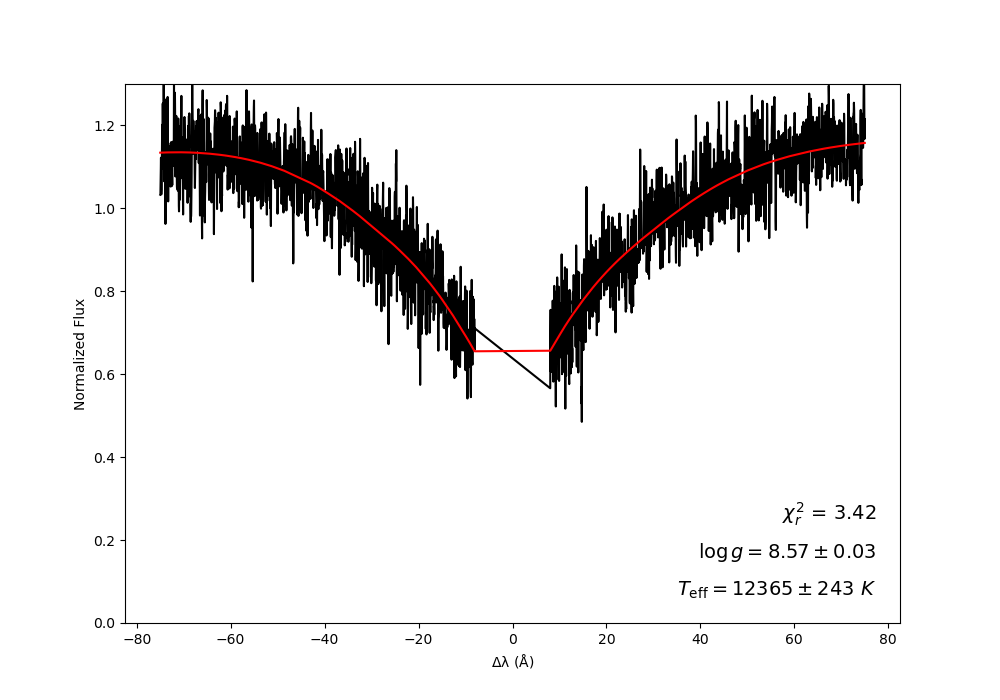 1.2
1.0
0.8
0.6
0.4
0.2
0.0
Normalized Flux
χ²ᵣ = 3.42
log g = 8.57 ± 0.03
T_eff = 12365 ± 243 K
−80 −60 −40 −20 0 20 40 60 80
Δλ (Å)